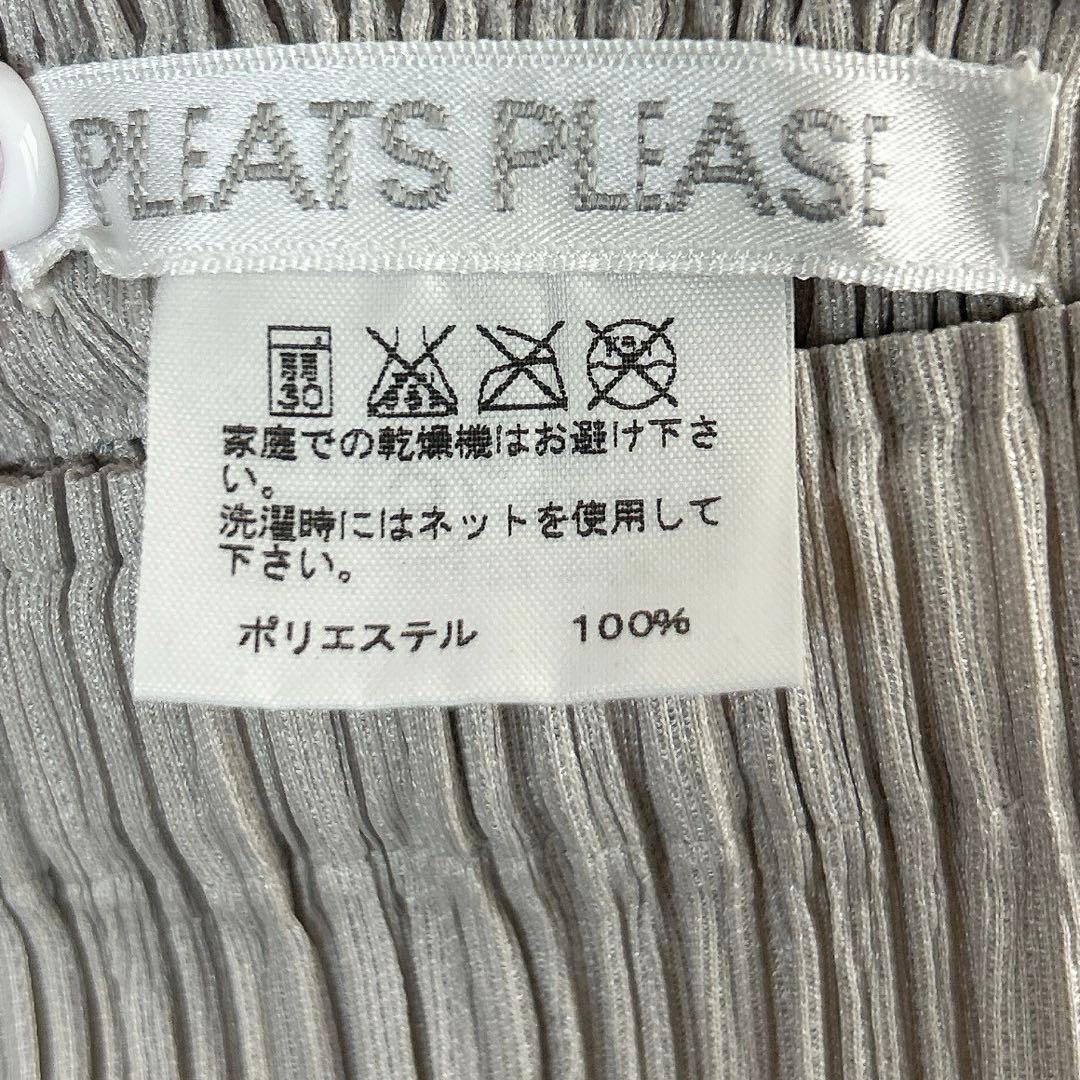 PLEATS PLEASE
30
家庭での乾燥機はお避け下さ
い。
洗濯時にはネットを使用して
下さい。
ポリエステル 100%